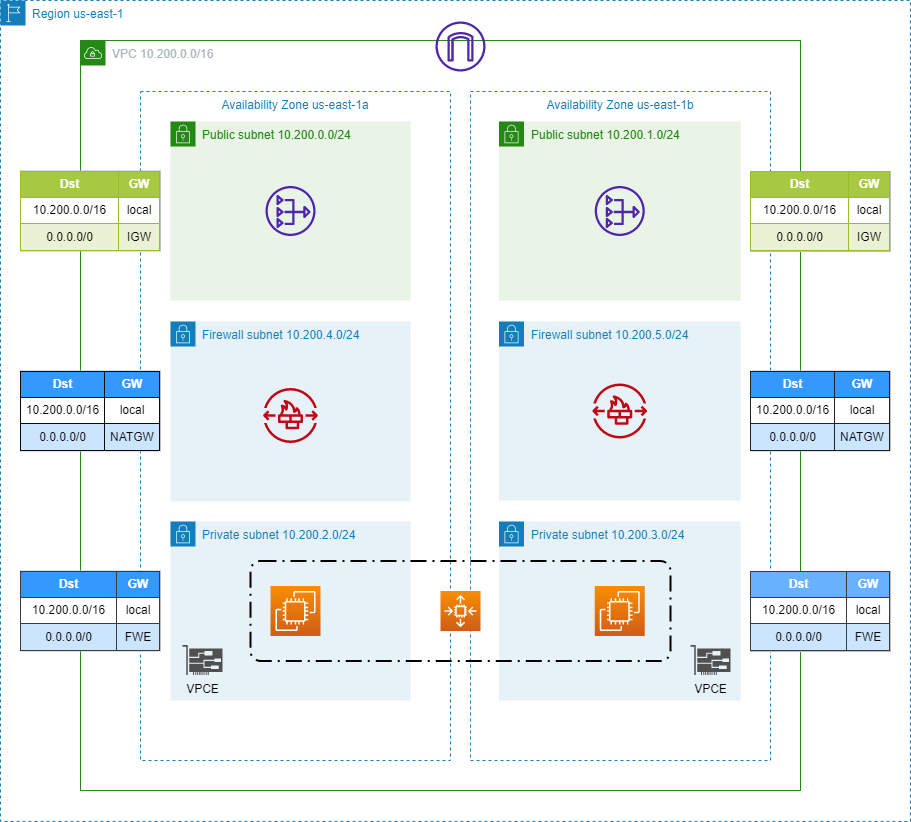 Region us-east-1
VPC 10.200.0.0/16
Availability Zone us-east-1a
Availability Zone us-east-1b
Public subnet 10.200.0.0/24
Public subnet 10.200.1.0/24
Dst GW
10.200.0.0/16 local
0.0.0.0/0 IGW
Dst GW
10.200.0.0/16 local
0.0.0.0/0 IGW
Firewall subnet 10.200.4.0/24
Firewall subnet 10.200.5.0/24
Dst GW
10.200.0.0/16 local
0.0.0.0/0 NATGW
Dst GW
10.200.0.0/16 local
0.0.0.0/0 NATGW
Private subnet 10.200.2.0/24
Private subnet 10.200.3.0/24
Dst GW
10.200.0.0/16 local
0.0.0.0/0 FWE
Dst GW
10.200.0.0/16 local
0.0.0.0/0 FWE
VPCE
VPCE